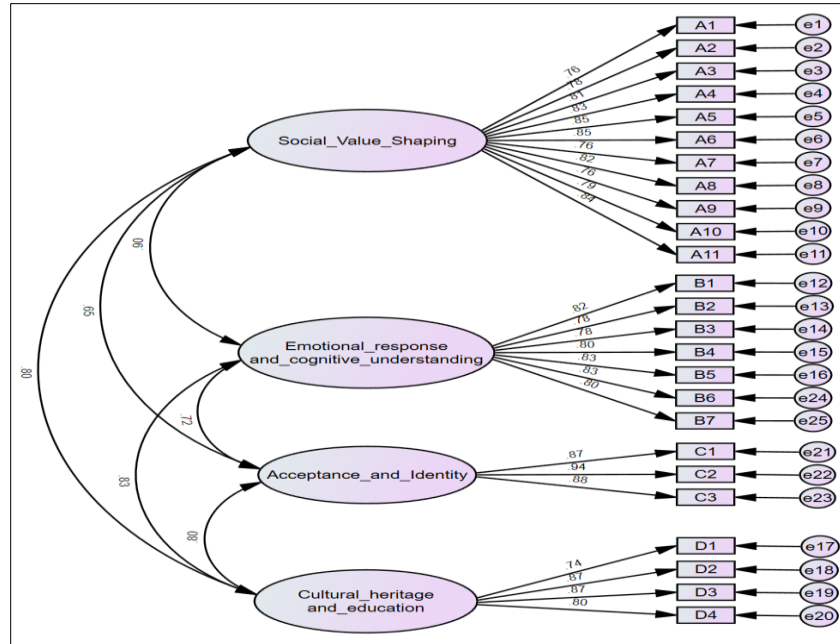 A1 e1
A2 e2
.76
A3 e3
.78
.81
A4 e4
.83
A5 e5
.85
Social_Value_Shaping
.85
A6 e6
.76
A7 e7
.82
A8 e8
.76
A9 e9
.79
A10 e10
.84
A11 e11
.90
B1 e12
.65
.82
B2 e13
.78
B3 e14
.78
Emotional_response
and_cognitive_understanding
.80
B4 e15
.83
B5 e16
.80
.83
B6 e24
.80
B7 e25
.72
C1 e21
.87
Acceptance_and_Identity
.94
C2 e22
.83
.88
C3 e23
.80
D1 e17
.74
D2 e18
.87
Cultural_heritage
and_education
.87
D3 e19
.80
D4 e20